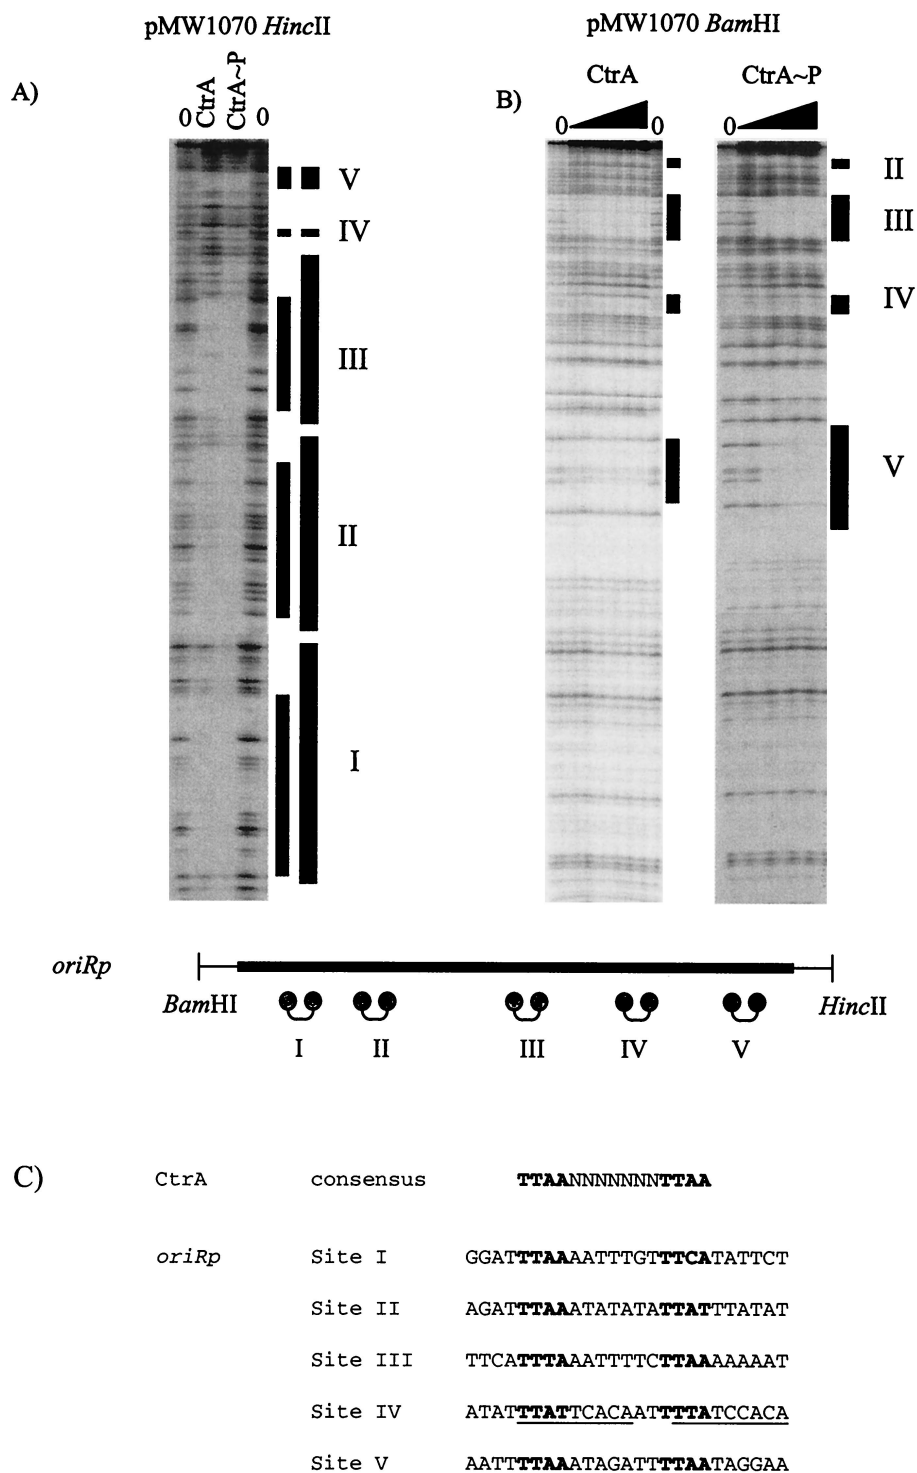 pMW1070 HincII
pMW1070 BamHI
A)
0 CtrA CtrA~P 0
V
IV
III
II
I
B)
CtrA
CtrA~P
0 0
0
II
III
IV
V
oriRp
BamHI
HincII
I II III IV V
C)
CtrA consensus TTAANNNNNNNTTAA
oriRp Site I GGATTTAAAATTTGTTTCATATTCT
Site II AGATTTAAATATATATTATTTATAT
Site III TTCATTTAAATTTTCTTAAAAAAAT
Site IV ATATTTATTCACAATTTTATCCACA
Site V AATTTTAAATAGATTTTAATAGGAA